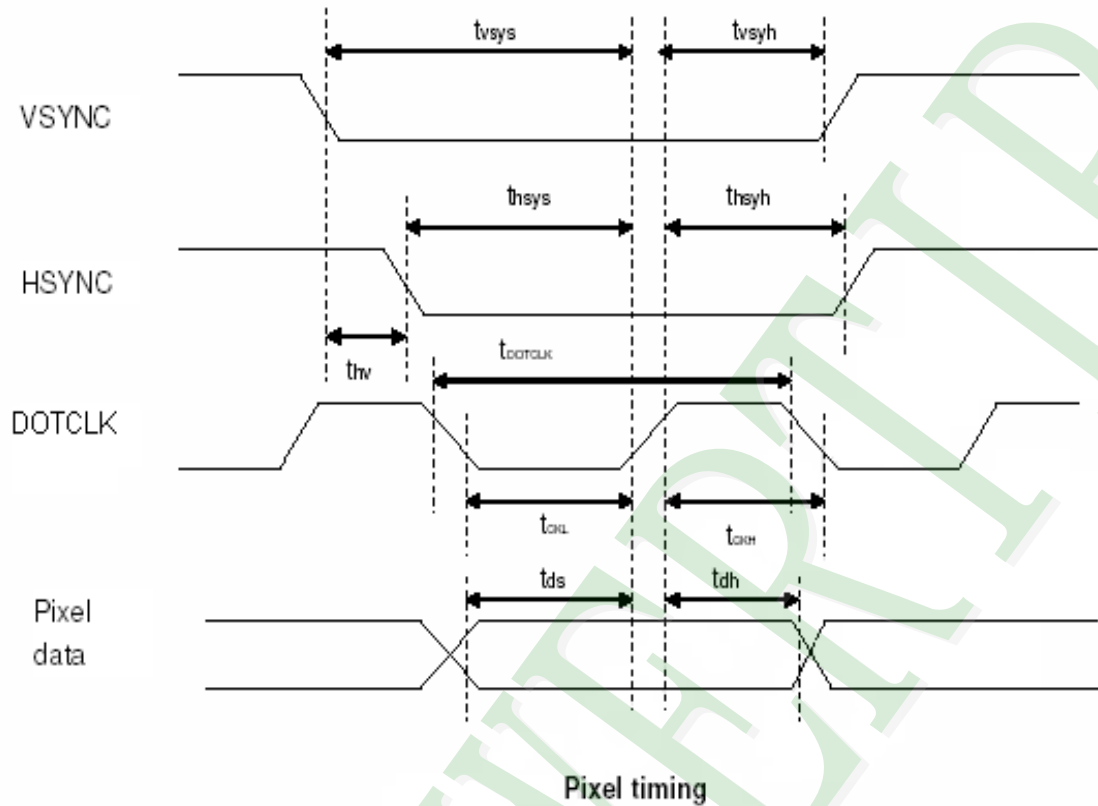 tvsys
tvsyh
VSYNC
thsys
thsyh
HSYNC
thv
tDOTCLK
DOTCLK
tCKL
tCKH
tds
tdh
Pixel
data
Pixel timing